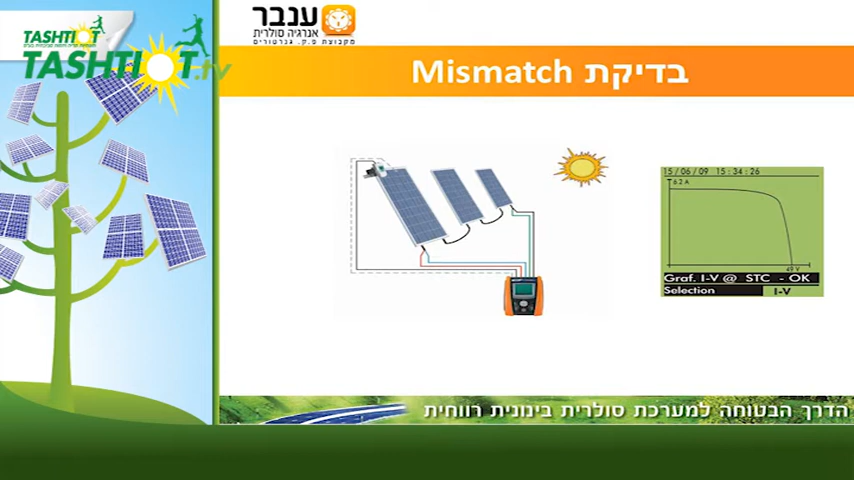 TASHTIOT
TASHTIOT.tv
ענבר
אנרגיה סולרית
מקבוצת פ.ק. גנרטורים
בדיקת Mismatch
15/06/09 15:34:26
6.2 A
49 V
Graf. I-V @ STC - OK
Selection I-V
הדרך הבטוחה למערכת סולרית בינונית רווחית